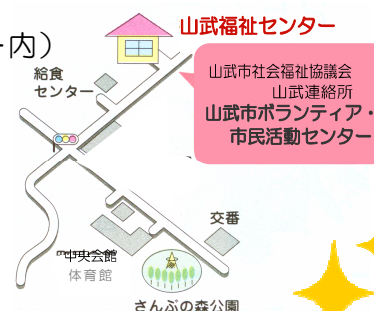 山武福祉センター
内）
給食
センター
山武市社会福祉協議会
山武連絡所
山武市ボランティア・
市民活動センター
交番
中央会館
体育館
さんぶの森公園